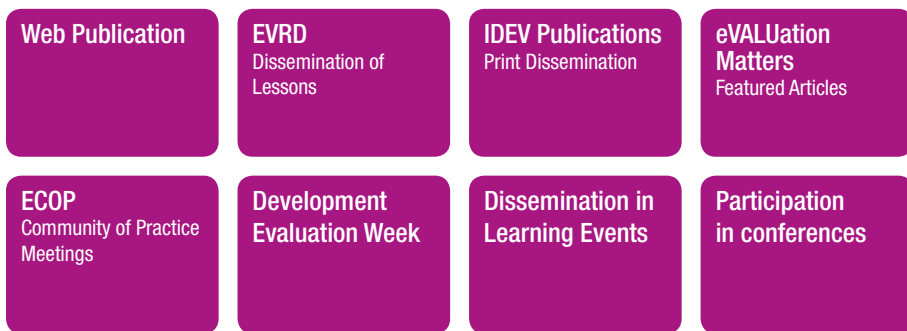 Web Publication
EVRD
Dissemination of
Lessons
IDEV Publications
Print Dissemination
eVALUation
Matters
Featured Articles
ECOP
Community of Practice
Meetings
Development
Evaluation Week
Dissemination in
Learning Events
Participation
in conferences